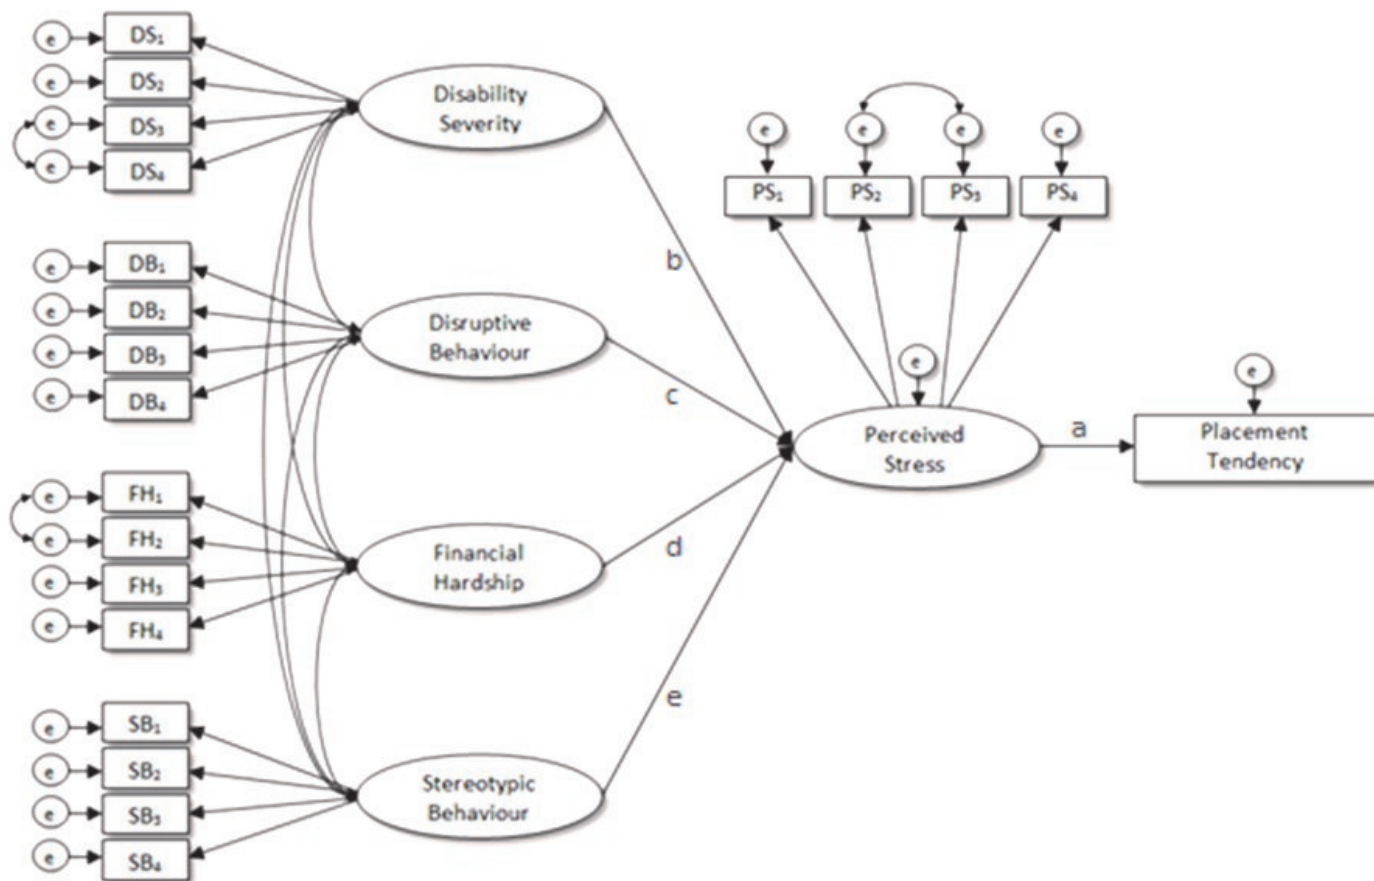 e DS₁
e DS₂
e DS₃
e DS₄
Disability
Severity
e DB₁
e DB₂
e DB₃
e DB₄
Disruptive
Behaviour
e FH₁
e FH₂
e FH₃
e FH₄
Financial
Hardship
e SB₁
e SB₂
e SB₃
e SB₄
Stereotypic
Behaviour
b
c
d
e
e e e e
PS₁ PS₂ PS₃ PS₄
e
Perceived
Stress
a
e
Placement
Tendency